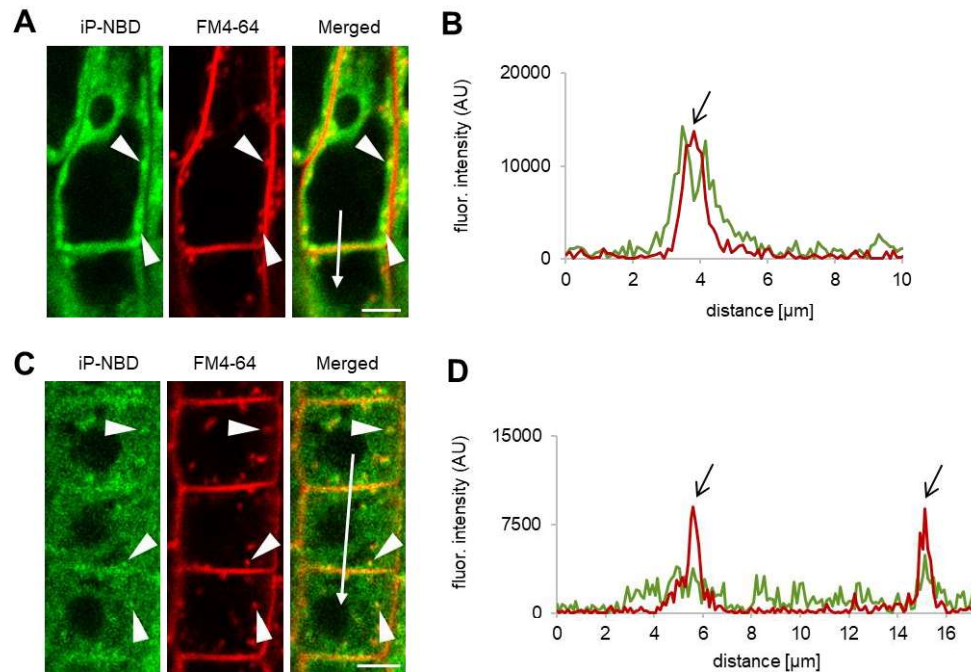 A
iP-NBD FM4-64 Merged
B
20000
15000
10000
5000
0
fluor. intensity (AU)
0 2 4 6 8 10
distance [µm]
C
iP-NBD FM4-64 Merged
D
15000
7500
0
fluor. intensity (AU)
0 2 4 6 8 10 12 14 16
distance [µm]